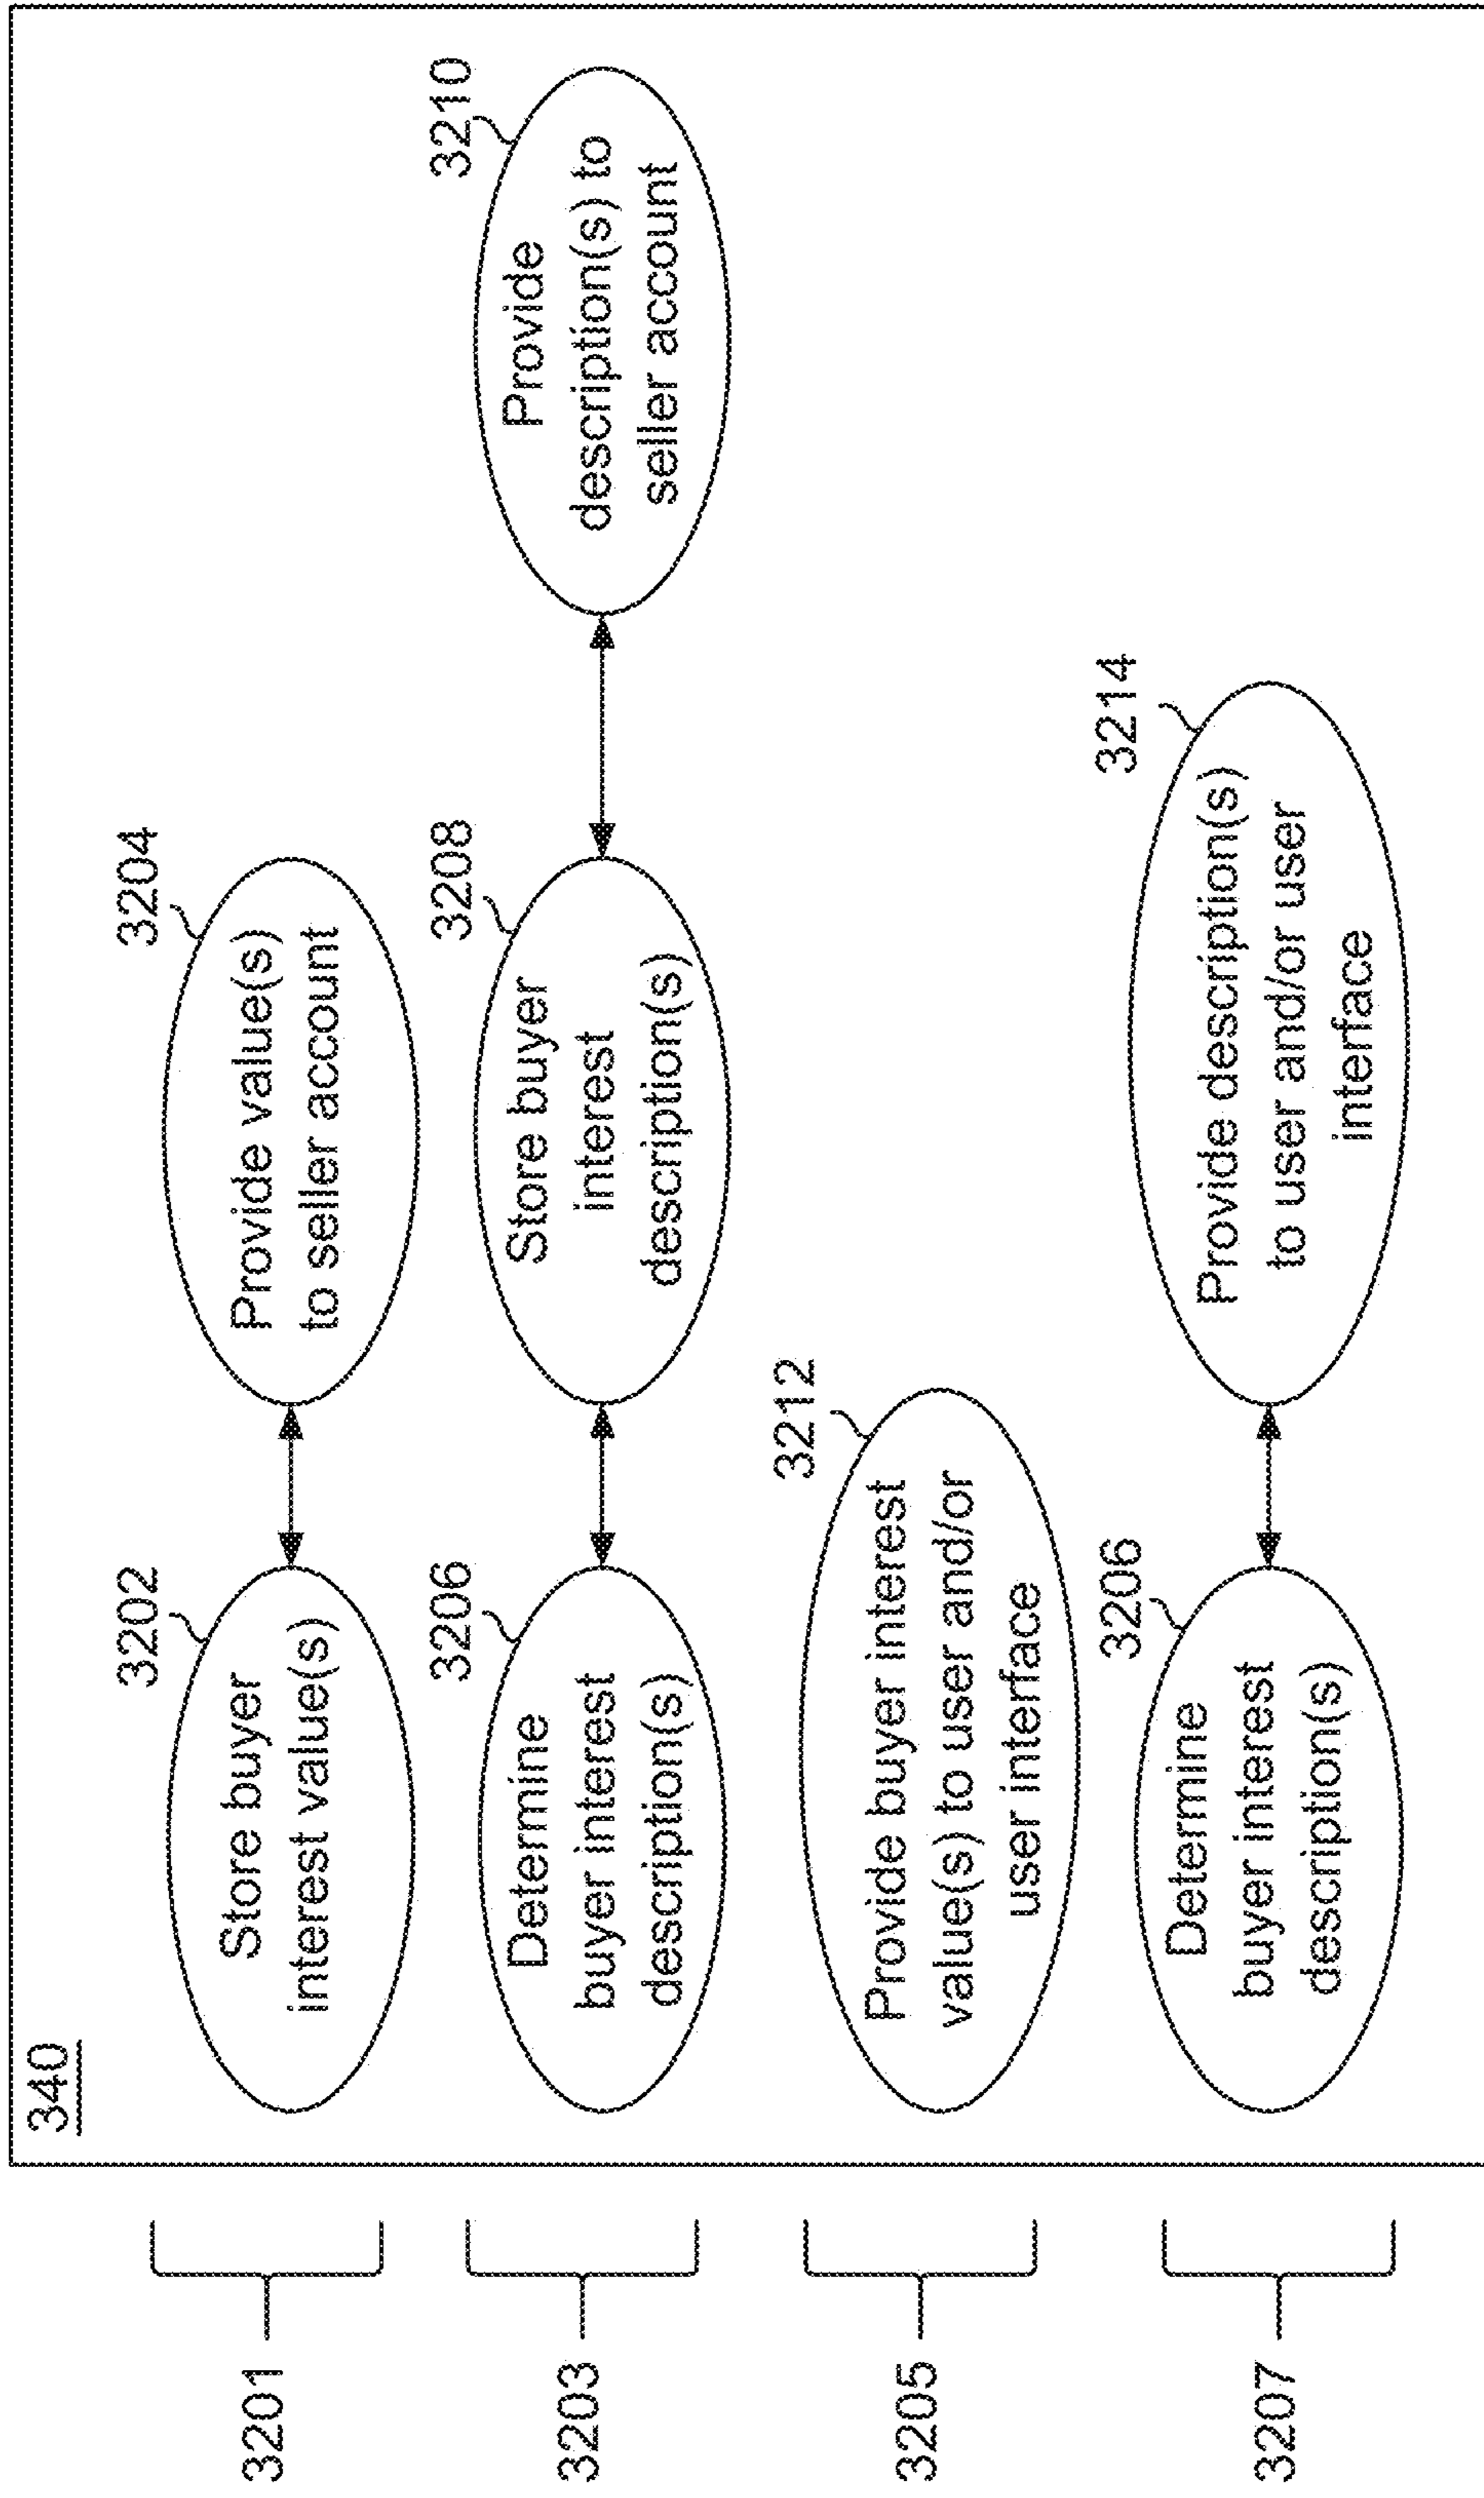 340
3201
3202
Store buyer
interest value(s)
3204
Provide value(s)
to seller account
3203
3206
Determine
buyer interest
description(s)
3208
Store buyer
interest
description(s)
3210
Provide
description(s) to
seller account
3205
3212
Provide buyer interest
value(s) to user and/or
user interface
3207
3206
Determine
buyer interest
description(s)
3214
Provide description(s)
to user and/or user
interface